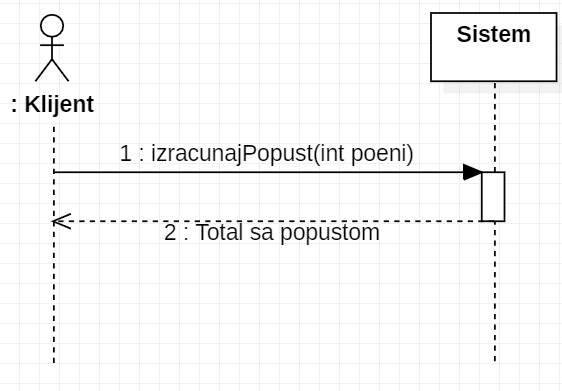 Sistem
: Klijent
1 : izracunajPopust(int poeni)
2 : Total sa popustom